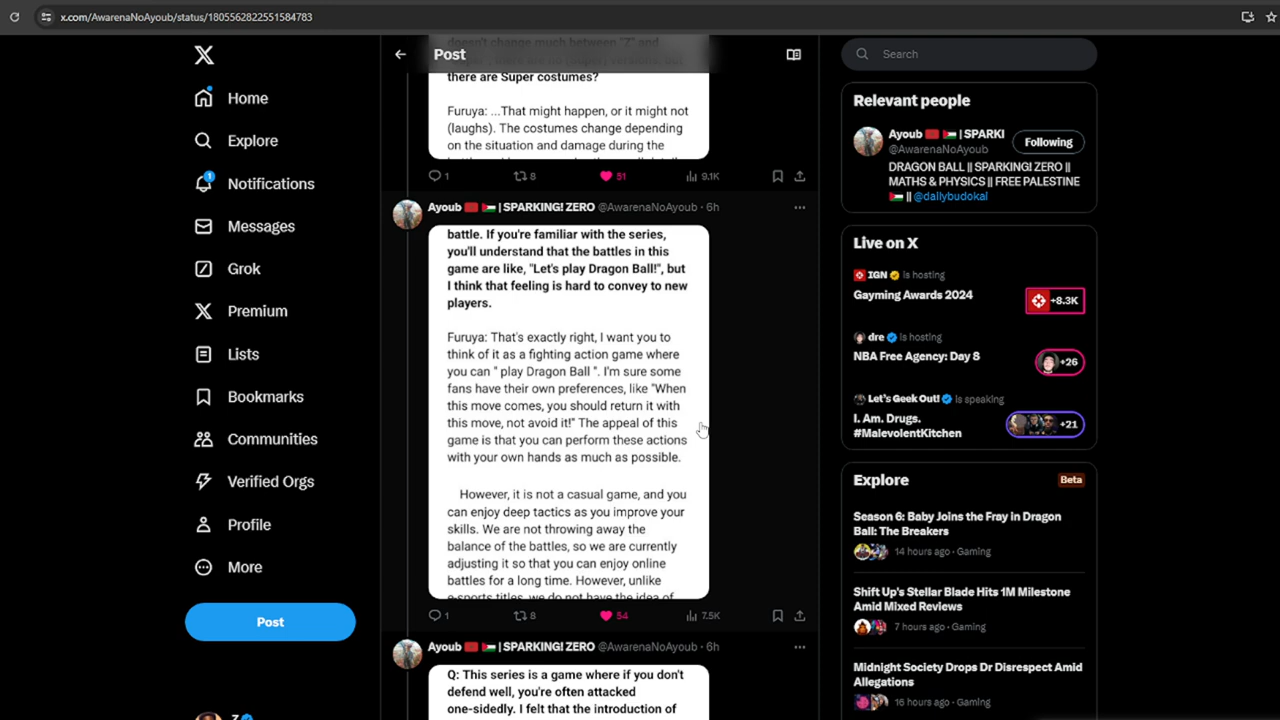 x.com/AwarenaNoAyoub/status/1805562822551584783
Home
Explore
Notifications
1
Messages
Grok
Premium
Lists
Bookmarks
Communities
Verified Orgs
Profile
More
Post
Z
Post
doesn't change much between "Z" and
there are Super costumes?
Furuya: ...That might happen, or it might not
(laughs). The costumes change depending
on the situation and damage during the
1 8 51 9.1K
Ayoub | SPARKING! ZERO @AwarenaNoAyoub · 6h
battle. If you're familiar with the series,
you'll understand that the battles in this
game are like, "Let's play Dragon Ball!", but
I think that feeling is hard to convey to new
players.
Furuya: That's exactly right, I want you to
think of it as a fighting action game where
you can " play Dragon Ball ". I'm sure some
fans have their own preferences, like "When
this move comes, you should return it with
this move, not avoid it!" The appeal of this
game is that you can perform these actions
with your own hands as much as possible.
However, it is not a casual game, and you
can enjoy deep tactics as you improve your
skills. We are not throwing away the
balance of the battles, so we are currently
adjusting it so that you can enjoy online
battles for a long time. However, unlike
e-sports titles, we do not have the idea of
1 8 54 7.5K
Ayoub | SPARKING! ZERO @AwarenaNoAyoub · 6h
Q: This series is a game where if you don't
defend well, you're often attacked
one-sidedly. I felt that the introduction of
Search
Relevant people
Ayoub | SPARKI
@AwarenaNoAyoub
Following
DRAGON BALL || SPARKING! ZERO ||
MATHS & PHYSICS || FREE PALESTINE
|| @dailybudokal
Live on X
IGN is hosting
Gayming Awards 2024
+8.3K
dre is hosting
NBA Free Agency: Day 8
+26
Let's Geek Out! is speaking
I. Am. Drugs.
#MalevolentKitchen
+21
Explore
Beta
Season 6: Baby Joins the Fray in Dragon
Ball: The Breakers
14 hours ago · Gaming
Shift Up's Stellar Blade Hits 1M Milestone
Amid Mixed Reviews
7 hours ago · Gaming
Midnight Society Drops Dr Disrespect Amid
Allegations
16 hours ago · Gaming